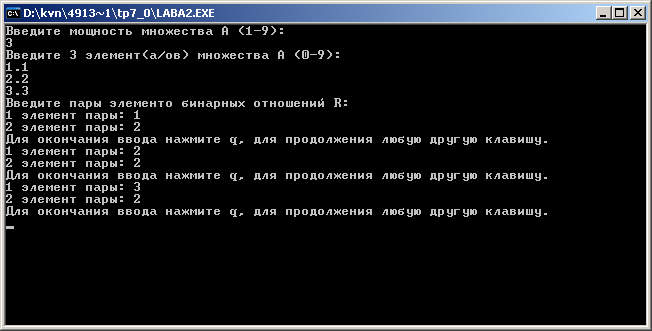 D:\kvn\4913~1\tp7_0\LABA2.EXE
Введите мощность множества А (1-9):
3
Введите 3 элемент(а/ов) множества А (0-9):
1.1
2.2
3.3
Введите пары элементо бинарных отношений R:
1 элемент пары: 1
2 элемент пары: 2
Для окончания ввода нажмите q, для продолжения любую другую клавишу.
1 элемент пары: 2
2 элемент пары: 2
Для окончания ввода нажмите q, для продолжения любую другую клавишу.
1 элемент пары: 3
2 элемент пары: 2
Для окончания ввода нажмите q, для продолжения любую другую клавишу.